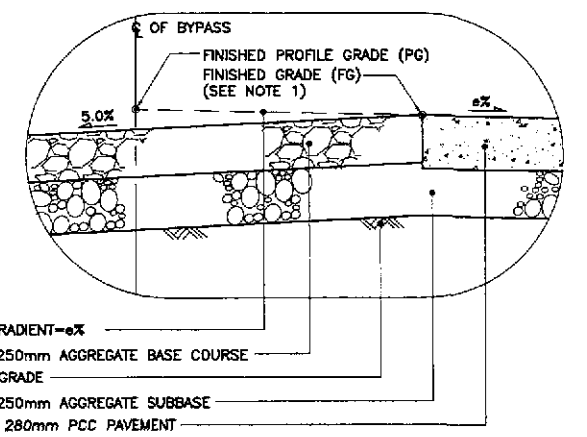 ℄ OF BYPASS
FINISHED PROFILE GRADE (PG)
FINISHED GRADE (FG)
(SEE NOTE 1)
5.0%
e%
RADIENT=e%
250mm AGGREGATE BASE COURSE
GRADE
250mm AGGREGATE SUBBASE
280mm PCC PAVEMENT